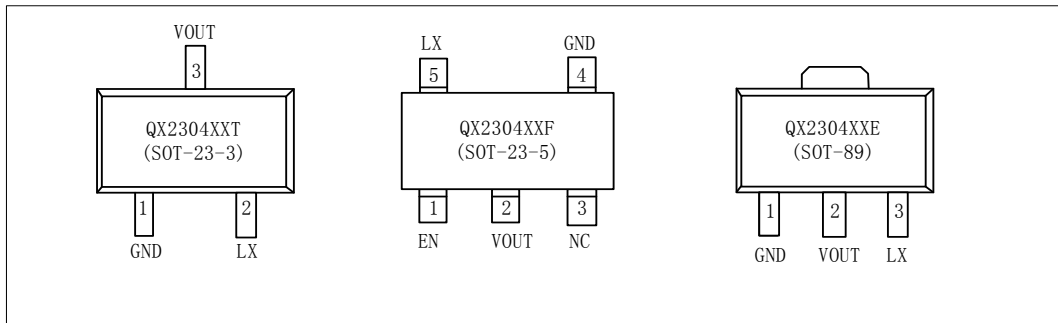 VOUT
3
QX2304XXT
(SOT-23-3)
1
2
GND
LX
LX
GND
5
4
QX2304XXF
(SOT-23-5)
1
2
3
EN
VOUT
NC
QX2304XXE
(SOT-89)
1
2
3
GND
VOUT
LX